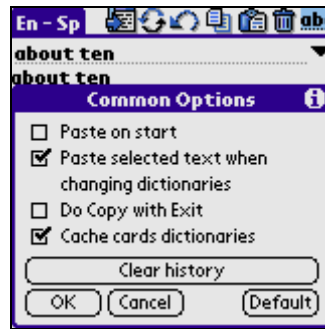 En - Sp ab
about ten
about ten
Common Options i
Paste on start
Paste selected text when
changing dictionaries
Do Copy with Exit
Cache cards dictionaries
Clear history
OK Cancel Default